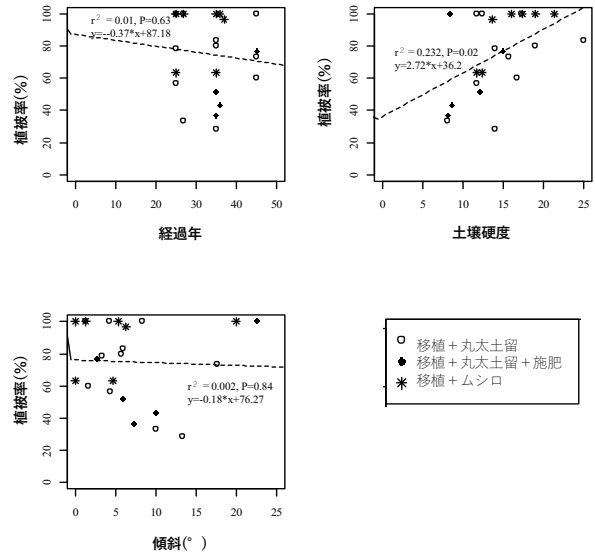 r² = 0.01, P=0.63
y=--0.37*x+87.18
植被率(%)
0 20 40 60 80 100
0 10 20 30 40 50
経過年
r² = 0.232, P=0.02
y=2.72*x+36.2
植被率(%)
0 20 40 60 80 100
0 5 10 15 20 25
土壌硬度
r² = 0.002, P=0.84
y=-0.18*x+76.27
植被率(%)
0 20 40 60 80 100
0 5 10 15 20 25
傾斜(°)
移植＋丸太土留
移植＋丸太土留＋施肥
移植＋ムシロ